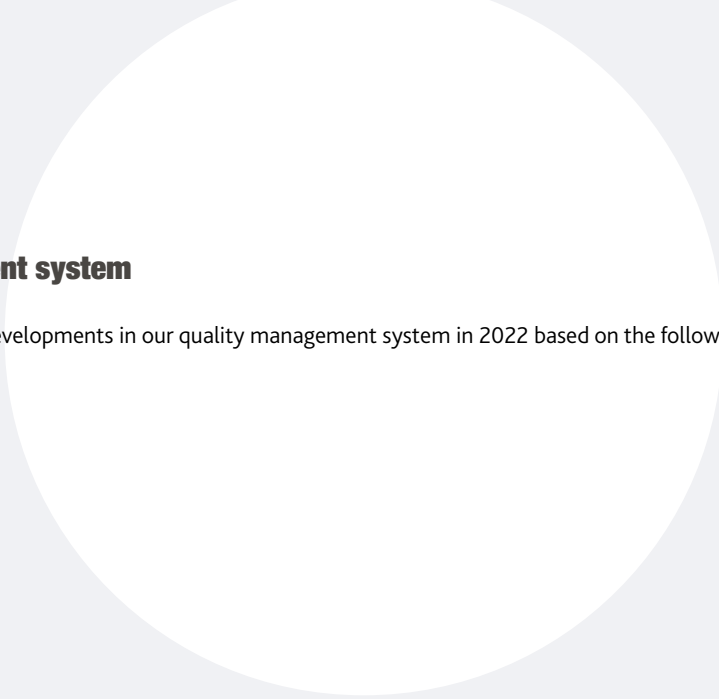 nt system
evelopments in our quality management system in 2022 based on the follow